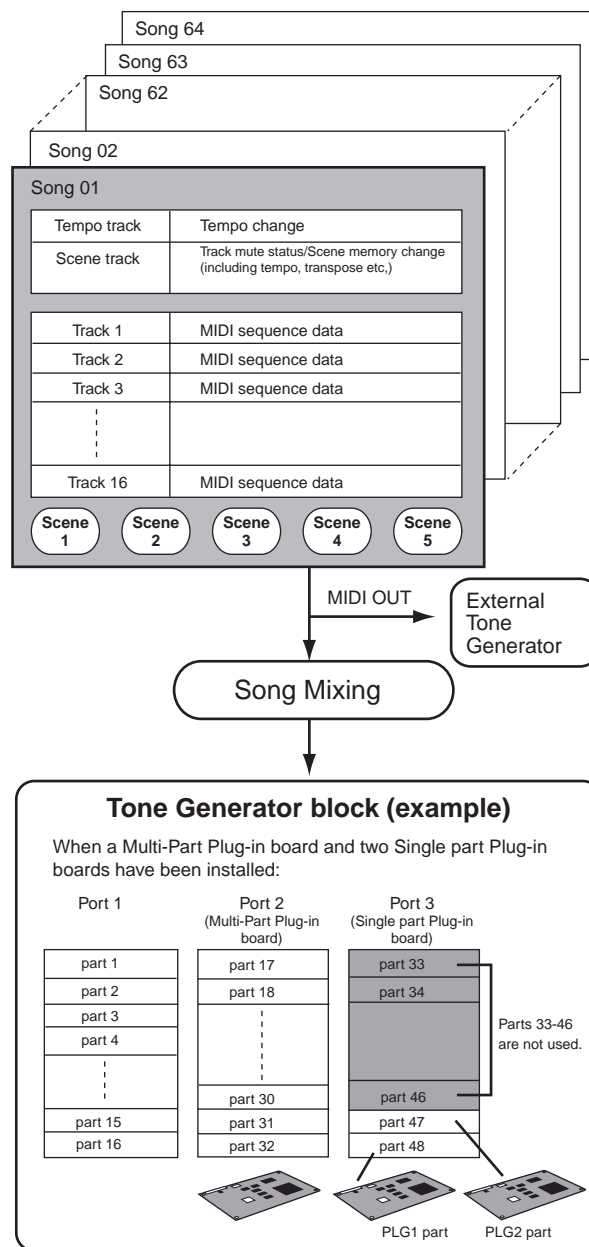 Song 64
Song 63
Song 62
Song 02
Song 01
Tempo track
Tempo change
Scene track
Track mute status/Scene memory change
(including tempo, transpose etc,)
Track 1
MIDI sequence data
Track 2
MIDI sequence data
Track 3
MIDI sequence data
Track 16
MIDI sequence data
Scene
1
Scene
2
Scene
3
Scene
4
Scene
5
MIDI OUT
External
Tone
Generator
Song Mixing
Tone Generator block (example)
When a Multi-Part Plug-in board and two Single part Plug-in
boards have been installed:
Port 1
part 1
part 2
part 3
part 4
part 15
part 16
Port 2
(Multi-Part Plug-in
board)
part 17
part 18
part 30
part 31
part 32
Port 3
(Single part Plug-in
board)
part 33
part 34
part 46
part 47
part 48
Parts 33-46
are not used.
PLG1 part
PLG2 part